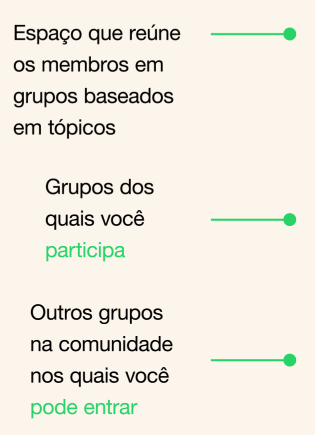 Espaço que reúne
os membros em
grupos baseados
em tópicos
Grupos dos
quais você
participa
Outros grupos
na comunidade
nos quais você
pode entrar